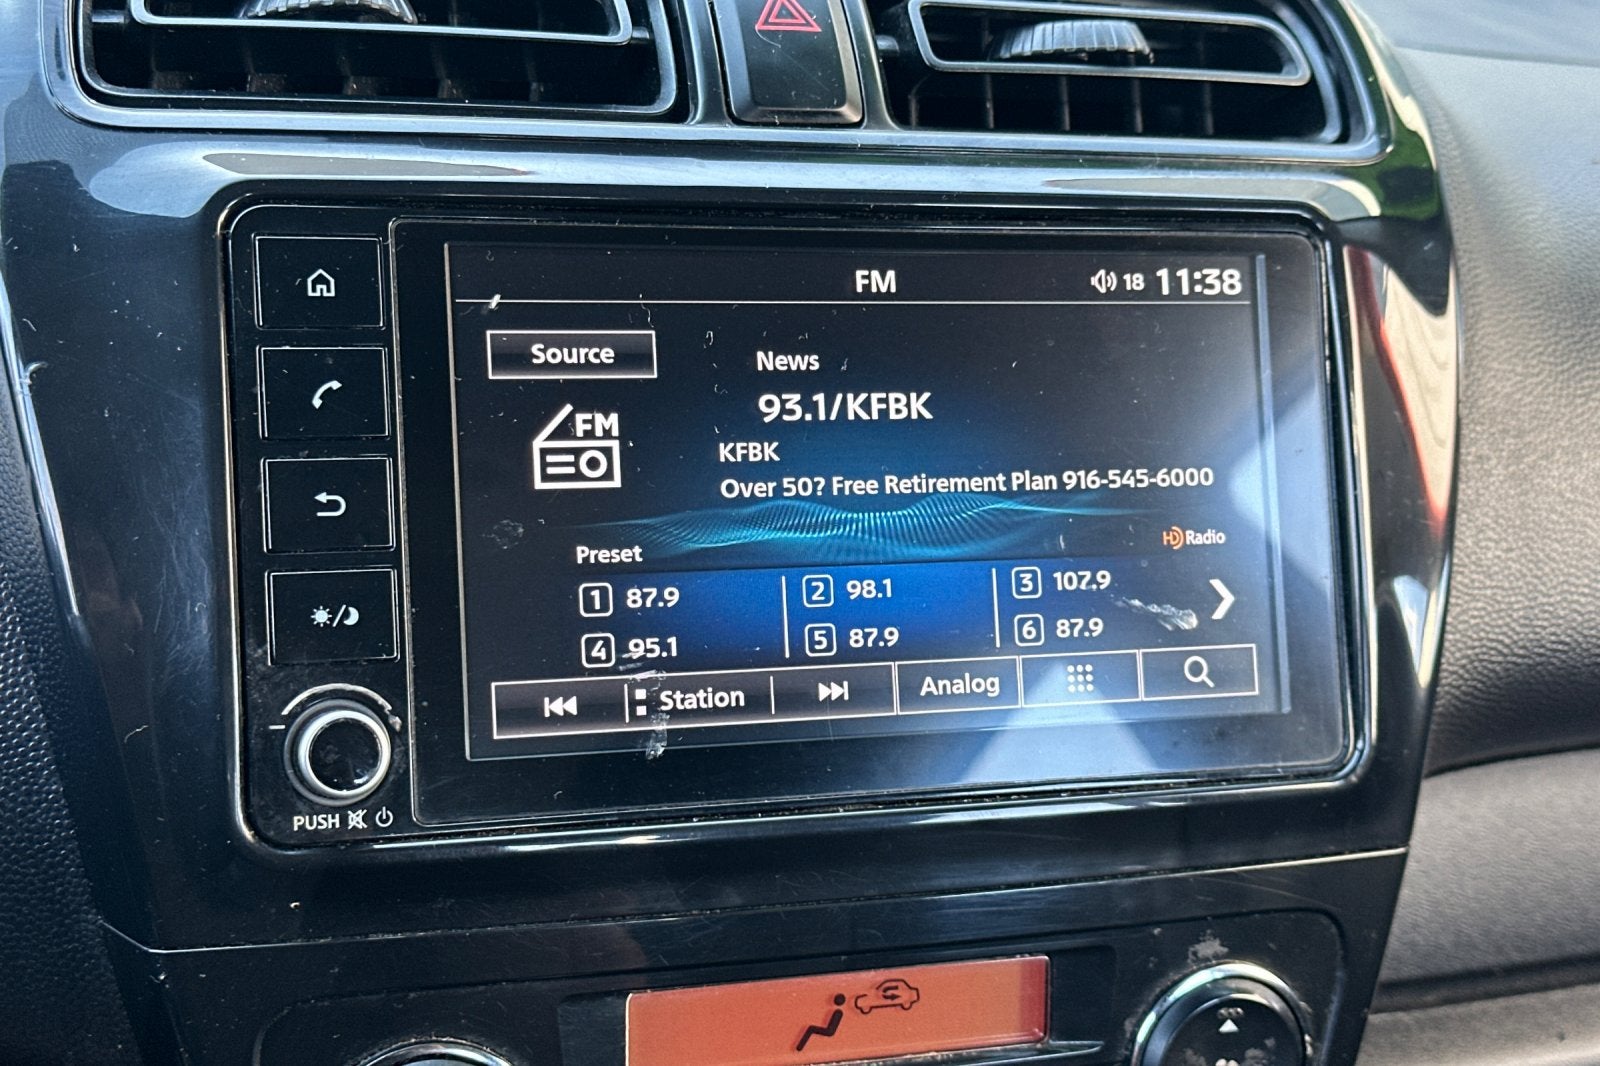 FM
18 11:38
Source
News
93.1/KFBK
FM
KFBK
Over 50? Free Retirement Plan 916-545-6000
HD Radio
Preset
1 87.9
2 98.1
3 107.9
4 95.1
5 87.9
6 87.9
Station
Analog
PUSH